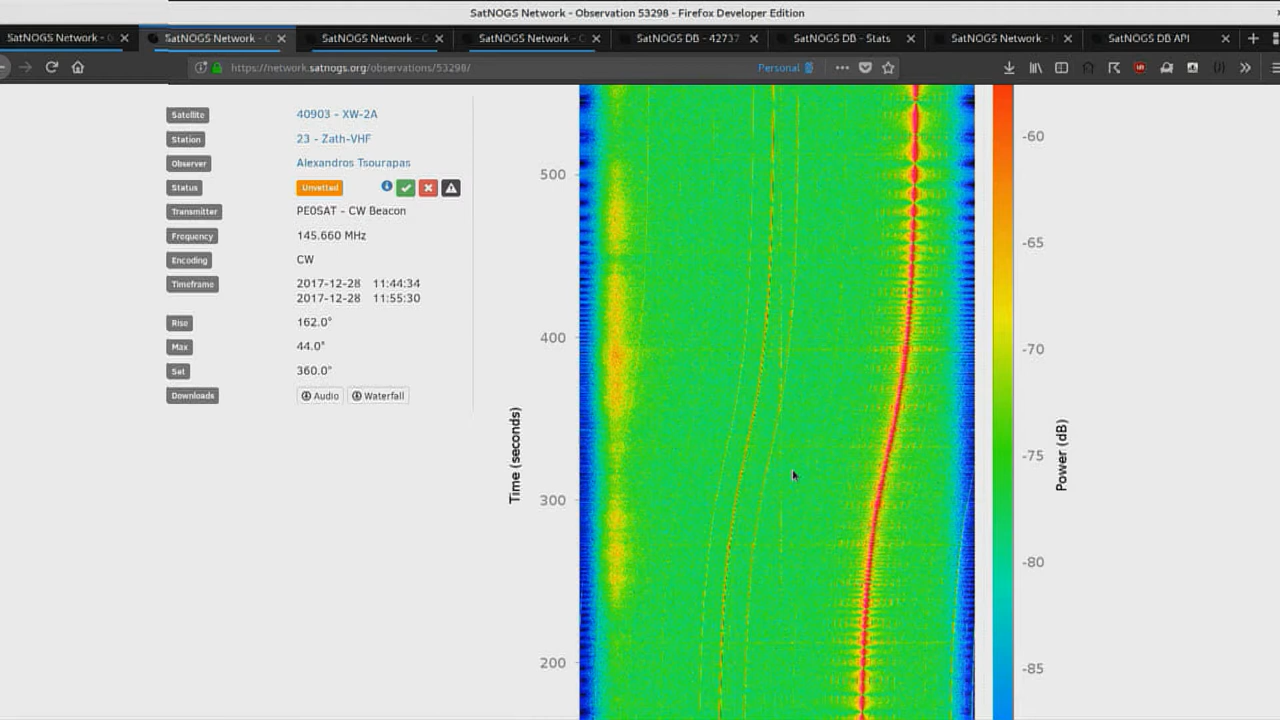 SatNOGS Network - Observation 53298 - Firefox Developer Edition
SatNOGS Network - SatNOGS Network - SatNOGS Network - SatNOGS Network - SatNOGS DB - 42737 SatNOGS DB - Stats SatNOGS Network - SatNOGS DB API
https://network.satnogs.org/observations/53298/ Personal
Satellite 40903 - XW-2A
Station 23 - Zath-VHF
Observer Alexandros Tsourapas
Status Unvetted
Transmitter PE0SAT - CW Beacon
Frequency 145.660 MHz
Encoding CW
Timeframe 2017-12-28 11:44:34
2017-12-28 11:55:30
Rise 162.0°
Max 44.0°
Set 360.0°
Downloads Audio Waterfall
Time (seconds)
500
400
300
200
-60
-65
-70
-75
-80
-85
Power (dB)